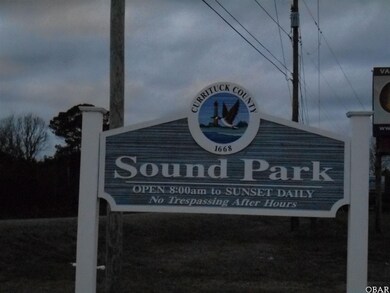 CURRITUCK COUNTY
1668
Sound Park
OPEN 8:00am to SUNSET DAILY
No Trespassing After Hours
OBAR